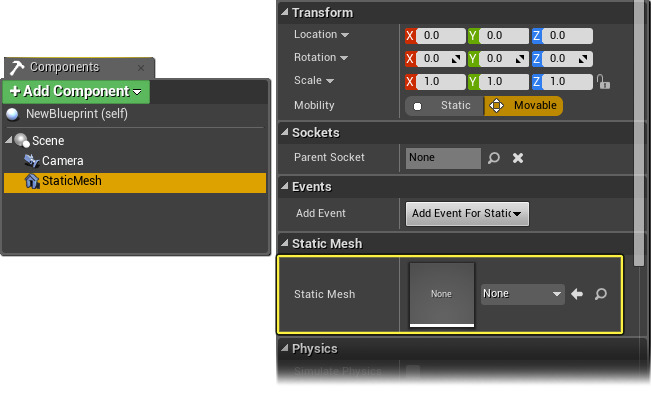 Components
Add Component
NewBlueprint (self)
Scene
Camera
StaticMesh
Transform
Location X 0.0 Y 0.0 Z 0.0
Rotation X 0.0 Y 0.0 Z 0.0
Scale X 1.0 Y 1.0 Z 1.0
Mobility Static Movable
Sockets
Parent Socket None
Events
Add Event Add Event For Static
Static Mesh
Static Mesh None None
Physics
Simulate Physics